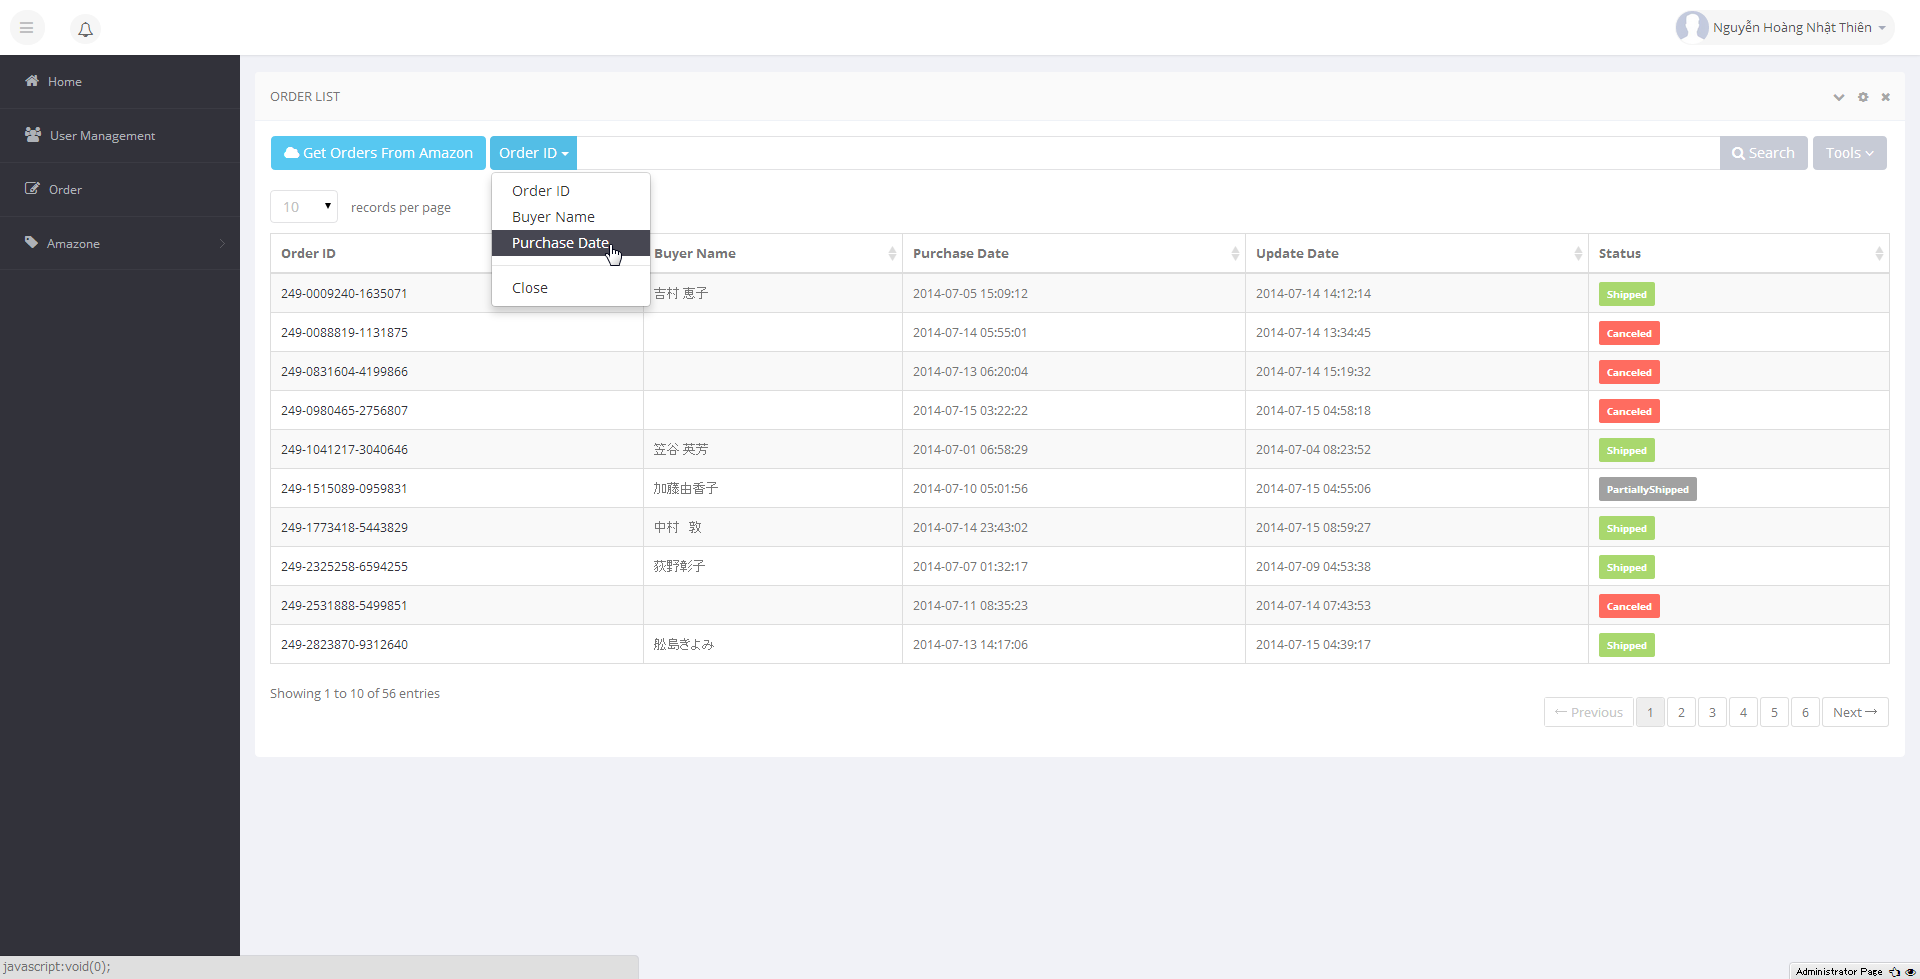 Nguyễn Hoàng Nhật Thiên
Home
User Management
Order
Amazone
ORDER LIST
Get Orders From Amazon
Order ID
Search
Tools
Order ID
Buyer Name
Purchase Date
Close
10 records per page
Order ID Buyer Name Purchase Date Update Date Status
249-0009240-1635071 吉村 恵子 2014-07-05 15:09:12 2014-07-14 14:12:14 Shipped
249-0088819-1131875 2014-07-14 05:55:01 2014-07-14 13:34:45 Canceled
249-0831604-4199866 2014-07-13 06:20:04 2014-07-14 15:19:32 Canceled
249-0980465-2756807 2014-07-15 03:22:22 2014-07-15 04:58:18 Canceled
249-1041217-3040646 笠谷 英芳 2014-07-01 06:58:29 2014-07-04 08:23:52 Shipped
249-1515089-0959831 加藤由香子 2014-07-10 05:01:56 2014-07-15 04:55:06 PartiallyShipped
249-1773418-5443829 中村　敦 2014-07-14 23:43:02 2014-07-15 08:59:27 Shipped
249-2325258-6594255 荻野彰子 2014-07-07 01:32:17 2014-07-09 04:53:38 Shipped
249-2531888-5499851 2014-07-11 08:35:23 2014-07-14 07:43:53 Canceled
249-2823870-9312640 舩島きよみ 2014-07-13 14:17:06 2014-07-15 04:39:17 Shipped
Showing 1 to 10 of 56 entries
← Previous 1 2 3 4 5 6 Next →
javascript:void(0);
Administrator Page